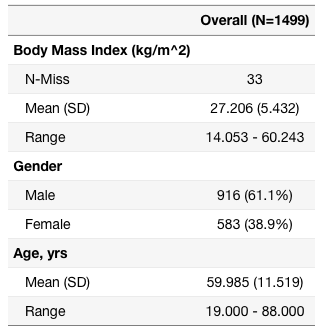 Overall (N=1499)
Body Mass Index (kg/m^2)
N-Miss 33
Mean (SD) 27.206 (5.432)
Range 14.053 - 60.243
Gender
Male 916 (61.1%)
Female 583 (38.9%)
Age, yrs
Mean (SD) 59.985 (11.519)
Range 19.000 - 88.000